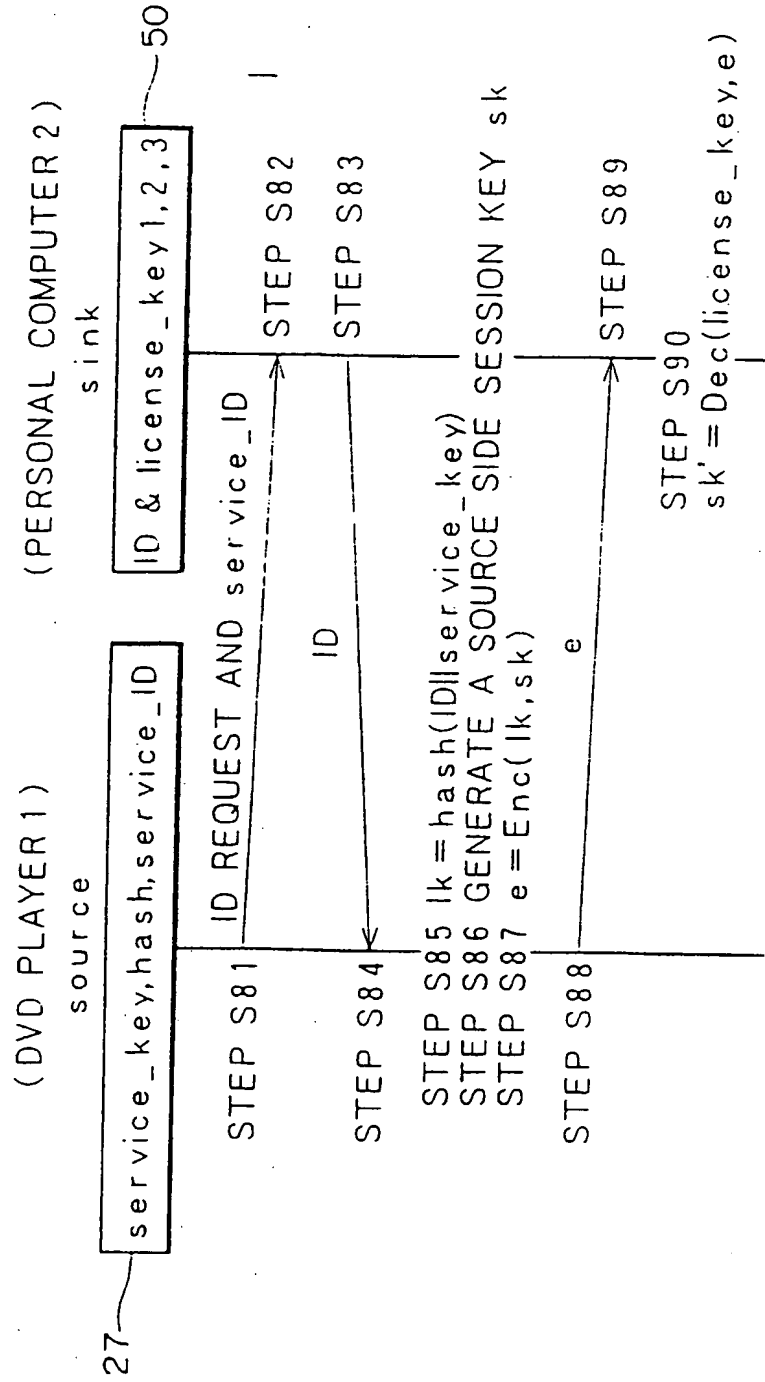 (DVD PLAYER 1)
source
(PERSONAL COMPUTER 2)
sink
27
service_key,hash,service_ID
ID & license_key1,2,3
50
STEP S81
ID REQUEST AND service_ID
STEP S82
STEP S83
ID
STEP S84
STEP S85 lk=hash(ID||service_key)
STEP S86 GENERATE A SOURCE SIDE SESSION KEY sk
STEP S87 e=Enc(lk,sk)
STEP S88
e
STEP S89
STEP S90
sk'=Dec(license_key,e)